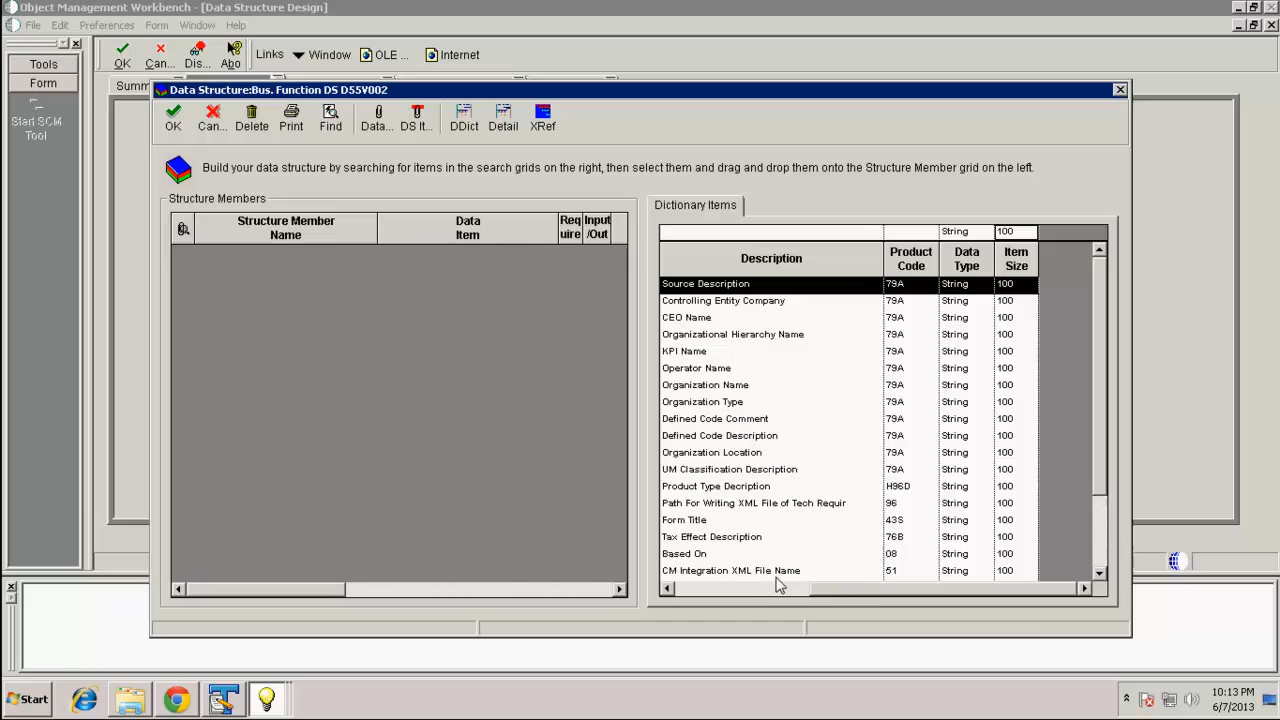 Object Management Workbench - [Data Structure Design]
File Edit Preferences Form Window Help
OK Can... Dis... Abo Links Window OLE ... Internet
Tools
Form
Start SCM
Tool
Summ
Data Structure:Bus. Function DS D55V002
OK Can... Delete Print Find Data... DS It... DDict Detail XRef
Build your data structure by searching for items in the search grids on the right, then select them and drag and drop them onto the Structure Member grid on the left.
Structure Members
Structure Member Name Data Item Req uire Input /Out
Dictionary Items
String 100
Description Product Code Data Type Item Size
Source Description 79A String 100
Controlling Entity Company 79A String 100
CEO Name 79A String 100
Organizational Hierarchy Name 79A String 100
KPI Name 79A String 100
Operator Name 79A String 100
Organization Name 79A String 100
Organization Type 79A String 100
Defined Code Comment 79A String 100
Defined Code Description 79A String 100
Organization Location 79A String 100
UM Classification Description 79A String 100
Product Type Decription H96D String 100
Path For Writing XML File of Tech Requir 96 String 100
Form Title 43S String 100
Tax Effect Description 76B String 100
Based On 08 String 100
CM Integration XML File Name 51 String 100
Start
10:13 PM
6/7/2013